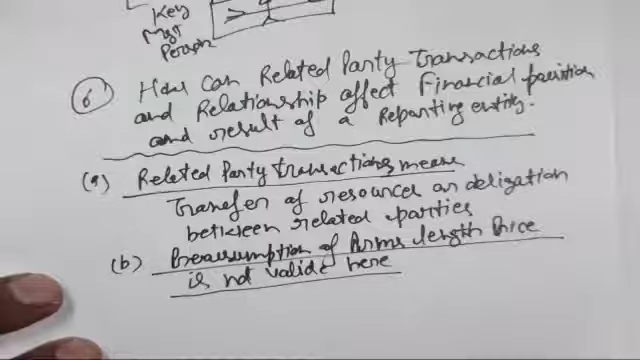 Key
Mgt
Person
6 How can Related Party Transactions
and Relationship affect Financial position
and result of a Reporting entity.
(a) Related Party transactions means
Transfer of resources or obligation
between related parties
(b) Presumption of Arms length Price
is not valide here